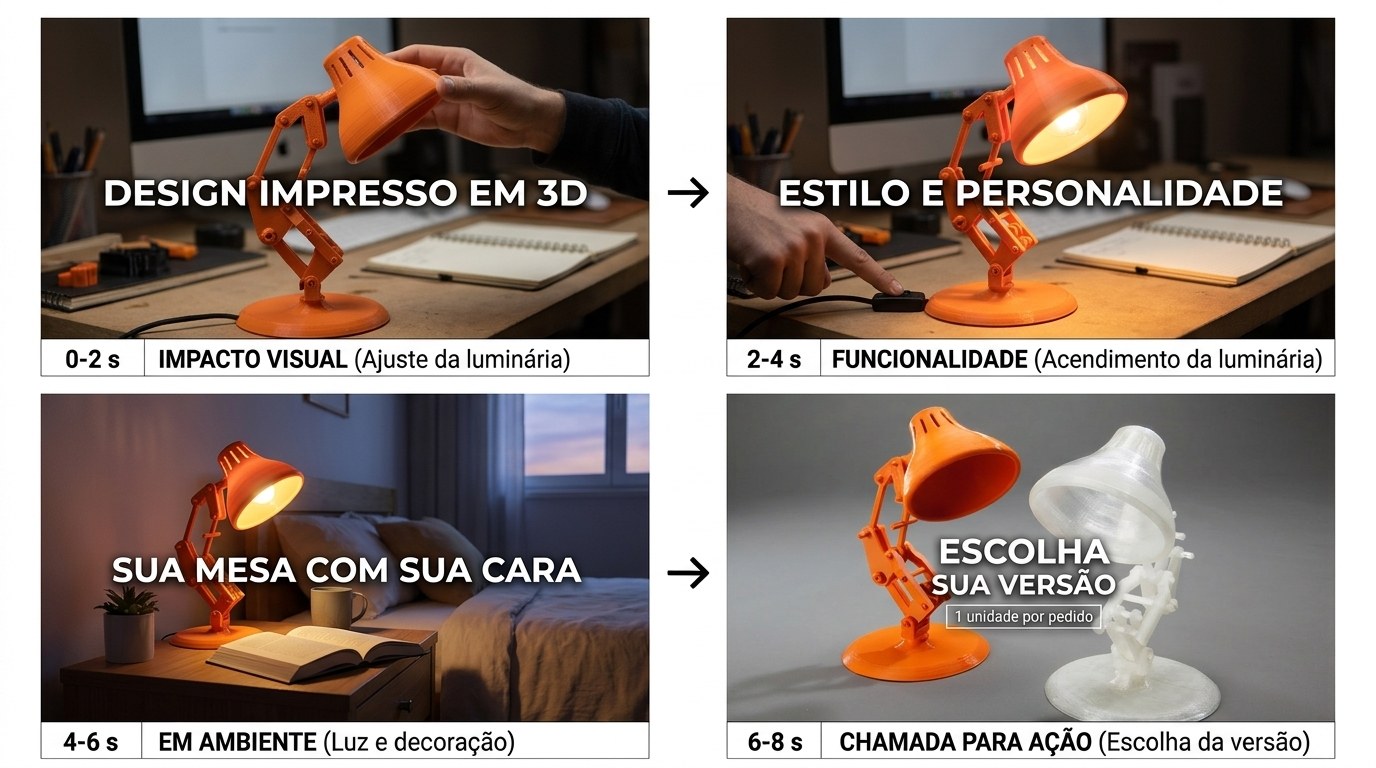 DESIGN IMPRESSO EM 3D
0-2 s IMPACTO VISUAL (Ajuste da luminária)
ESTILO E PERSONALIDADE
2-4 s FUNCIONALIDADE (Acendimento da luminária)
SUA MESA COM SUA CARA
4-6 s EM AMBIENTE (Luz e decoração)
ESCOLHA
SUA VERSÃO
1 unidade por pedido
6-8 s CHAMADA PARA AÇÃO (Escolha da versão)